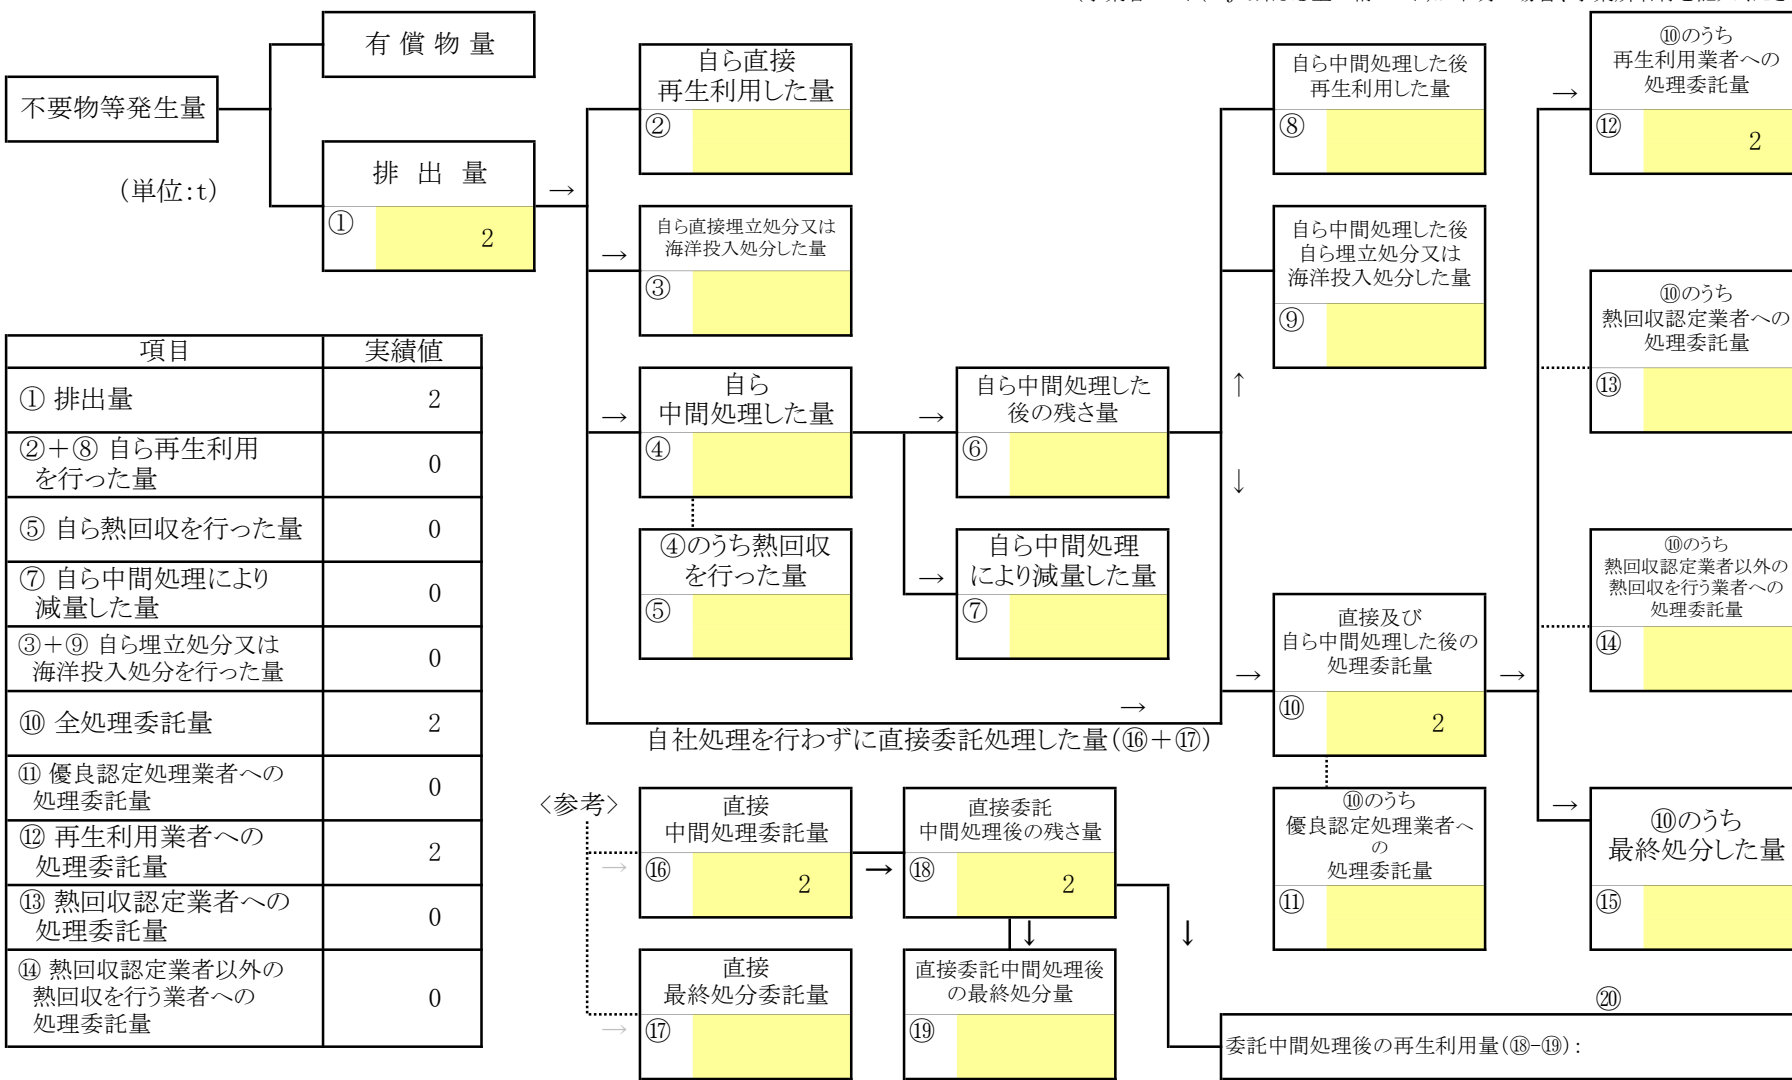 有 償 物 量
不要物等発生量
(単位:t)
排 出 量
① 2
→
自ら直接
再生利用した量
②
→
自ら直接埋立処分又は
海洋投入処分した量
③
→
自ら
中間処理した量
④
④のうち熱回収
を行った量
⑤
→
自ら中間処理した
後の残さ量
⑥
→
自ら中間処理
により減量した量
⑦
自ら中間処理した後
再生利用した量
⑧
自ら中間処理した後
自ら埋立処分又は
海洋投入処分した量
⑨
↑
↓
→
直接及び
自ら中間処理した後の
処理委託量
⑩ 2
→
⑩のうち
優良認定処理業者へ
の
処理委託量
⑪
→
⑩のうち
再生利用業者への
処理委託量
⑫ 2
⑩のうち
熱回収認定業者への
処理委託量
⑬
⑩のうち
熱回収認定業者以外の
熱回収を行う業者への
処理委託量
⑭
→
⑩のうち
最終処分した量
⑮
→
自社処理を行わずに直接委託処理した量(⑯+⑰)
〈参考〉
→
直接
中間処理委託量
⑯ 2
→
直接委託
中間処理後の残さ量
⑱ 2
↓
↓
→
直接
最終処分委託量
⑰
直接委託中間処理後
の最終処分量
⑲
⑳
委託中間処理後の再生利用量(⑱-⑲):
項目 実績値
① 排出量 2
②+⑧ 自ら再生利用
を行った量 0
⑤ 自ら熱回収を行った量 0
⑦ 自ら中間処理により
減量した量 0
③+⑨ 自ら埋立処分又は
海洋投入処分を行った量 0
⑩ 全処理委託量 2
⑪ 優良認定処理業者への
処理委託量 0
⑫ 再生利用業者への
処理委託量 2
⑬ 熱回収認定業者への
処理委託量 0
⑭ 熱回収認定業者以外の
熱回収を行う業者への
処理委託量 0